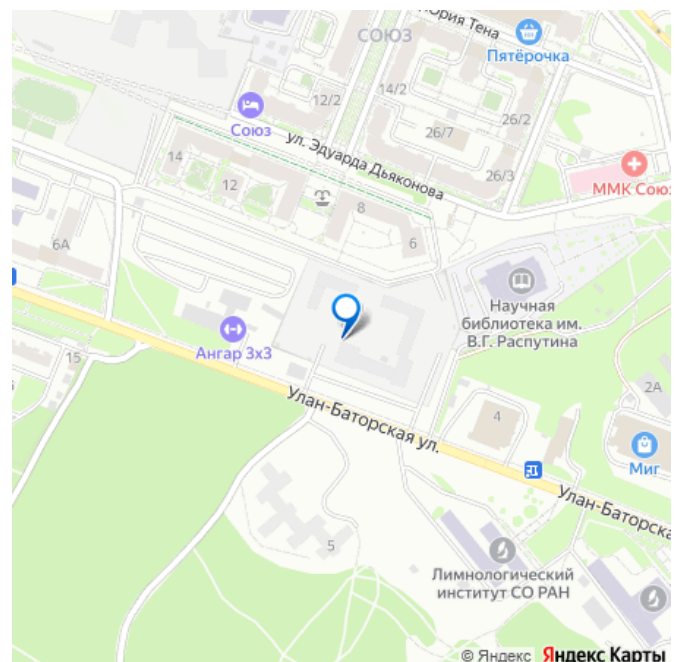 Юрия Тена
СОЮЗ
Пятёрочка
12/2
14/2
26/2
Союз
26/7
ул. Эдуарда Дьяконова
14
12
26/3
ММК Союз
8
6
6А
Научная
библиотека им.
В.Г. Распутина
Ангар 3х3
15
2А
Улан-Баторская ул.
4
Миг
Улан-Баторска
5
Лимнологический
институт СО РАН
© Яндекс Яндекс Карты